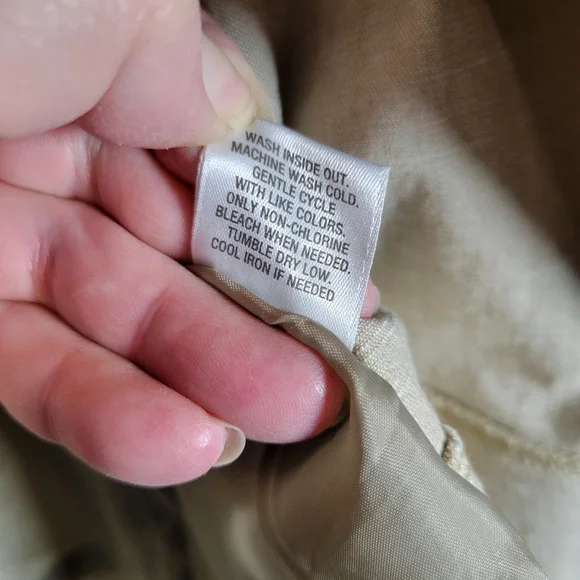 WASH INSIDE OUT.
MACHINE WASH COLD.
GENTLE CYCLE
WITH LIKE COLORS.
ONLY NON-CHLORINE
BLEACH WHEN NEEDED.
TUMBLE DRY LOW.
COOL IRON IF NEEDED